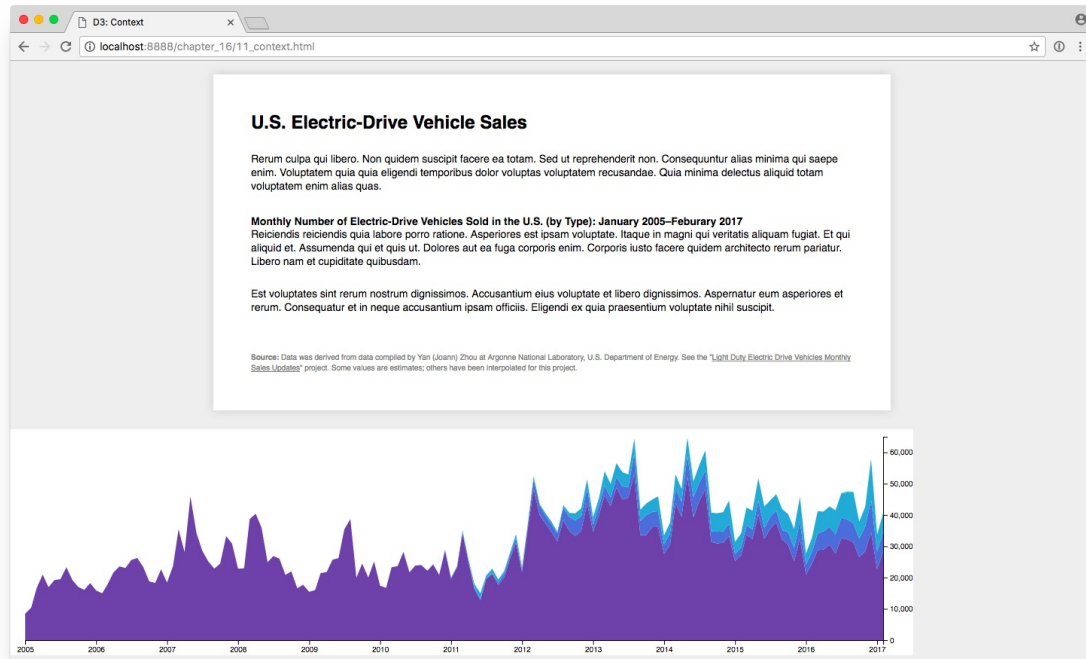 D3: Context
localhost:8888/chapter_16/11_context.html
U.S. Electric-Drive Vehicle Sales
Rerum culpa qui libero. Non quidem suscipit facere ea totam. Sed ut reprehenderit non. Consequuntur alias minima qui saepe
enim. Voluptatem quia quia eligendi temporibus dolor voluptas voluptatem recusandae. Quia minima delectus aliquid totam
voluptatem enim alias quas.
Monthly Number of Electric-Drive Vehicles Sold in the U.S. (by Type): January 2005–Feburary 2017
Reiciendis reiciendis quia labore porro ratione. Asperiores est ipsam voluptate. Itaque in magni qui veritatis aliquam fugiat. Et qui
aliquid et. Assumenda qui et quis ut. Dolores aut ea fuga corporis enim. Corporis iusto facere quidem architecto rerum pariatur.
Libero nam et cupiditate quibusdam.
Est voluptates sint rerum nostrum dignissimos. Accusantium eius voluptate et libero dignissimos. Aspernatur eum asperiores et
rerum. Consequatur et in neque accusantium ipsam officiis. Eligendi ex quia praesentium voluptate nihil suscipit.
Source: Data was derived from data compiled by Yan (Joann) Zhou at Argonne National Laboratory, U.S. Department of Energy. See the "Light Duty Electric Drive Vehicles Monthly
Sales Updates" project. Some values are estimates; others have been interpolated for this project.
60,000
50,000
40,000
30,000
20,000
10,000
0
2005 2006 2007 2008 2009 2010 2011 2012 2013 2014 2015 2016 2017